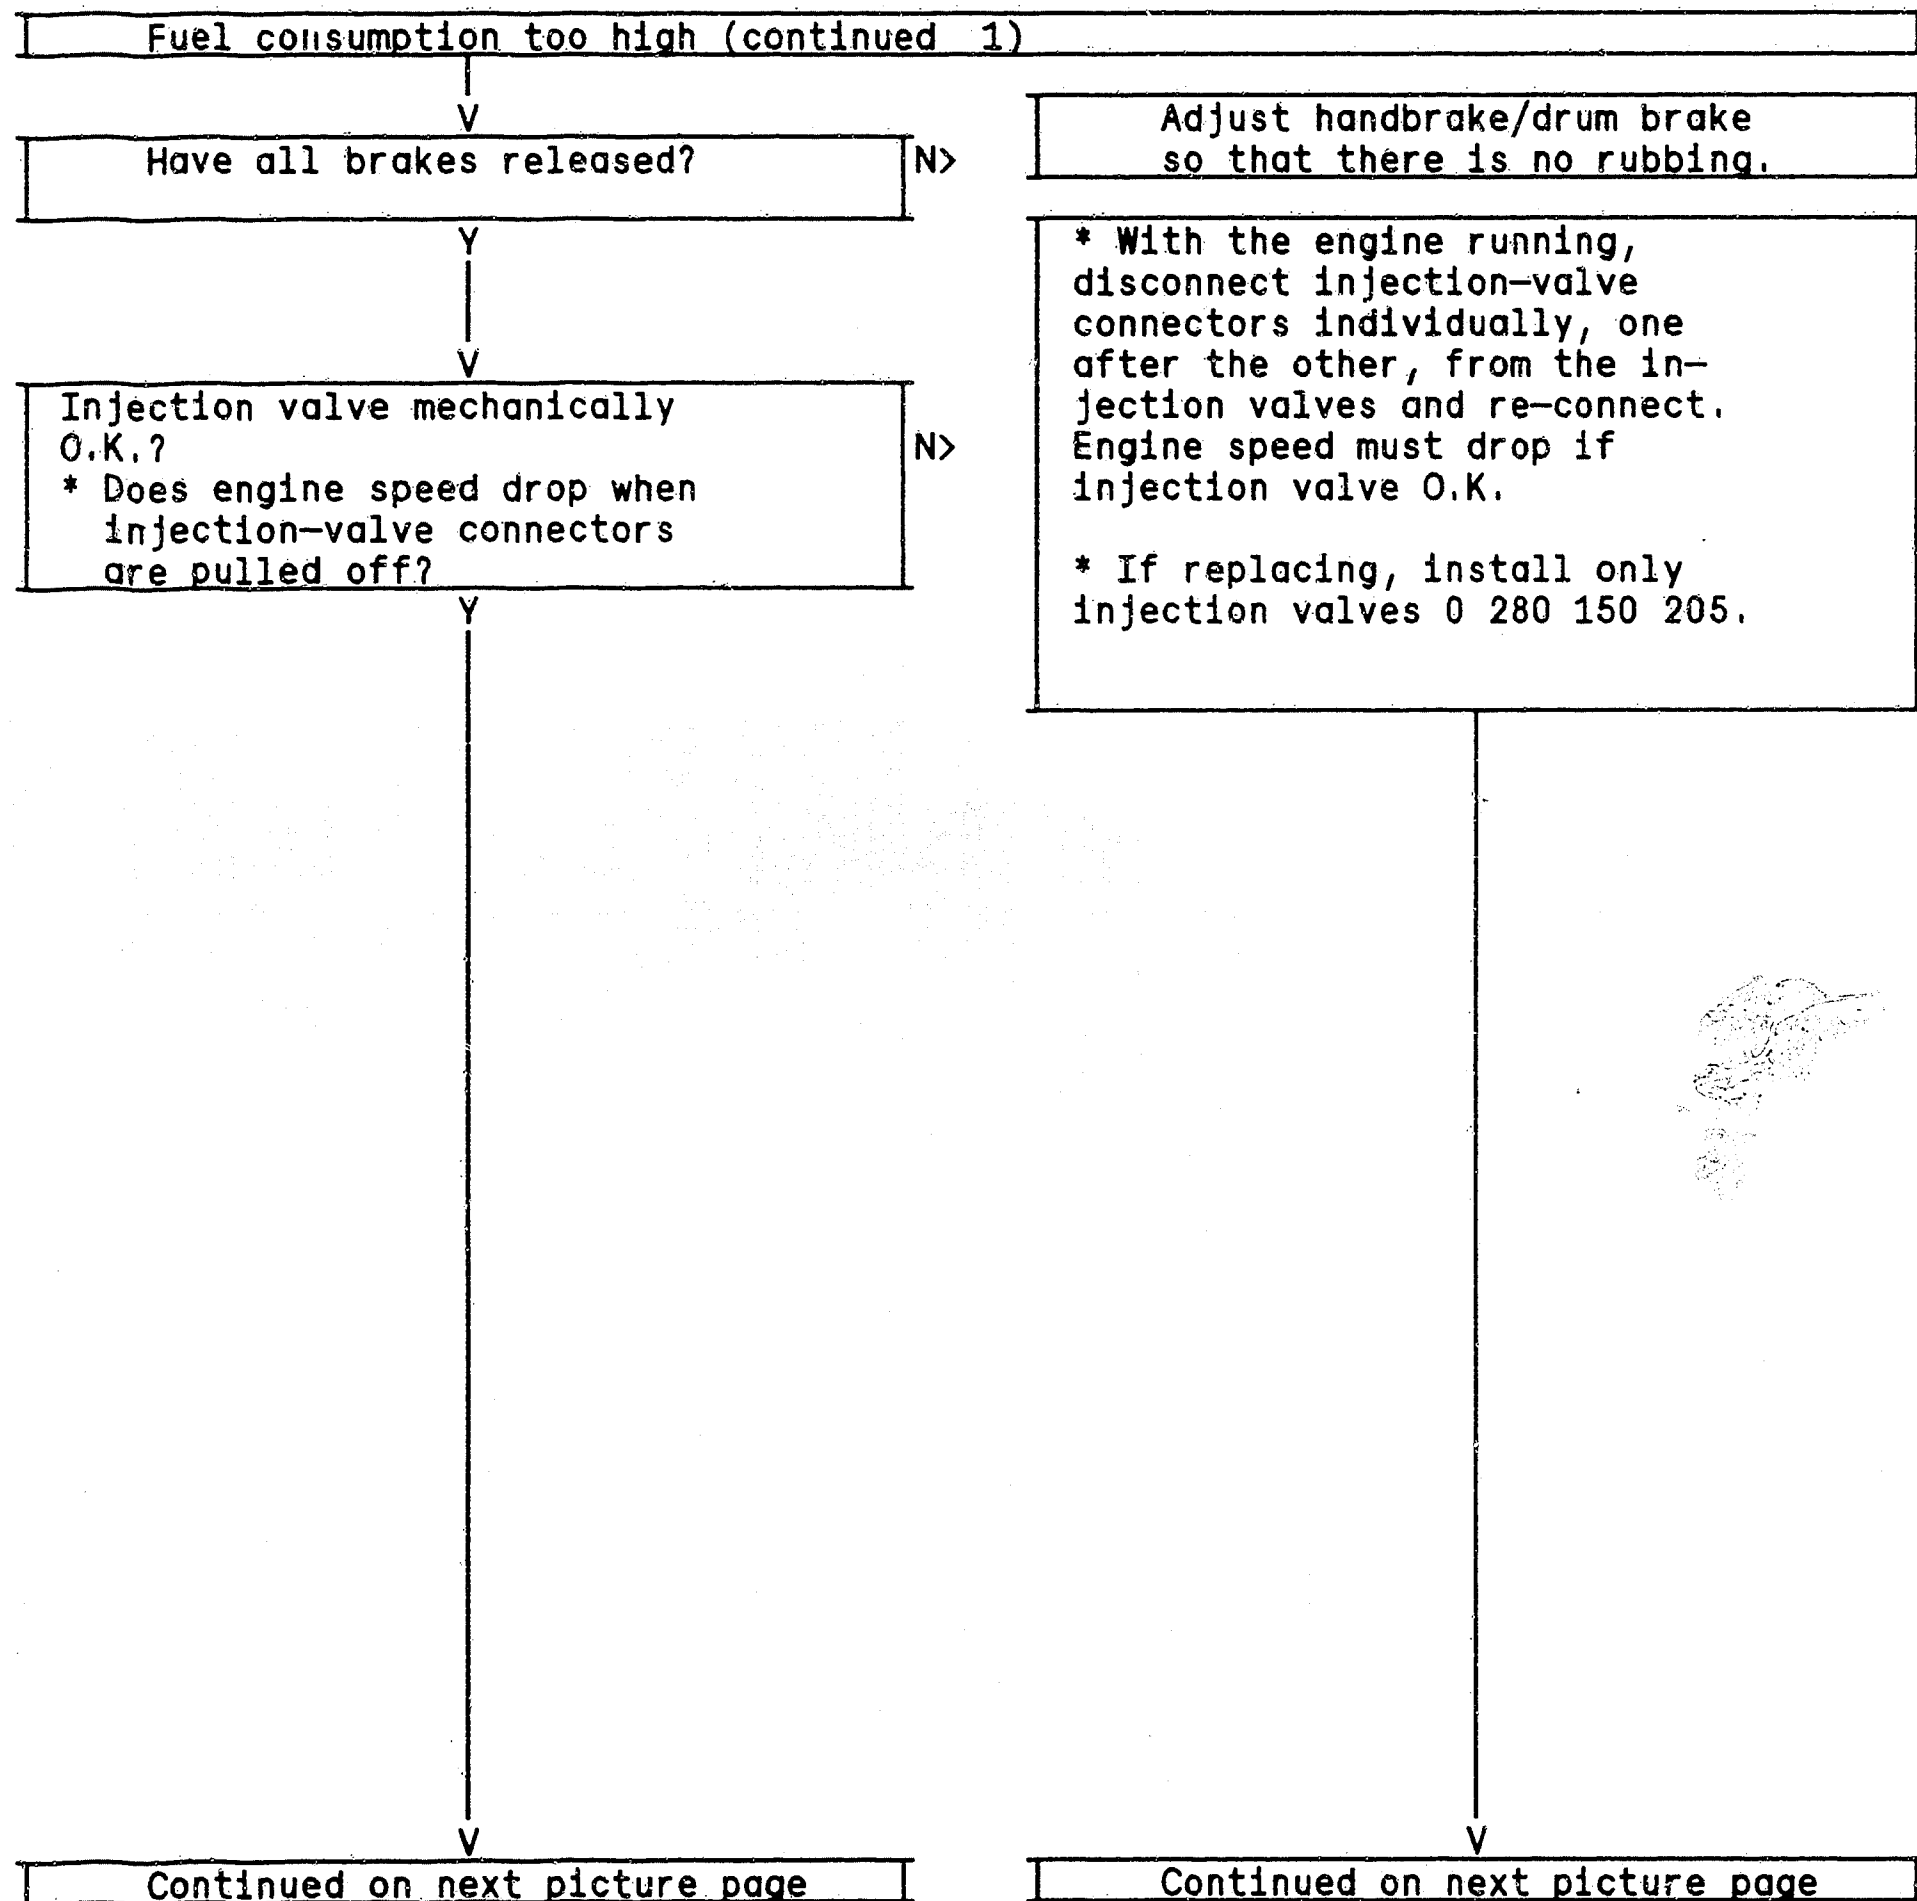 Fuel consumption too high (continued 1)
V
Have all brakes released?
N>
Adjust handbrake/drum brake
so that there is no rubbing.
Y
V
Injection valve mechanically
O.K.?
* Does engine speed drop when
injection-valve connectors
are pulled off?
N>
* With the engine running,
disconnect injection-valve
connectors individually, one
after the other, from the in-
jection valves and re-connect.
Engine speed must drop if
injection valve O.K.
* If replacing, install only
injection valves 0 280 150 205.
Y
V
V
Continued on next picture page
Continued on next picture page